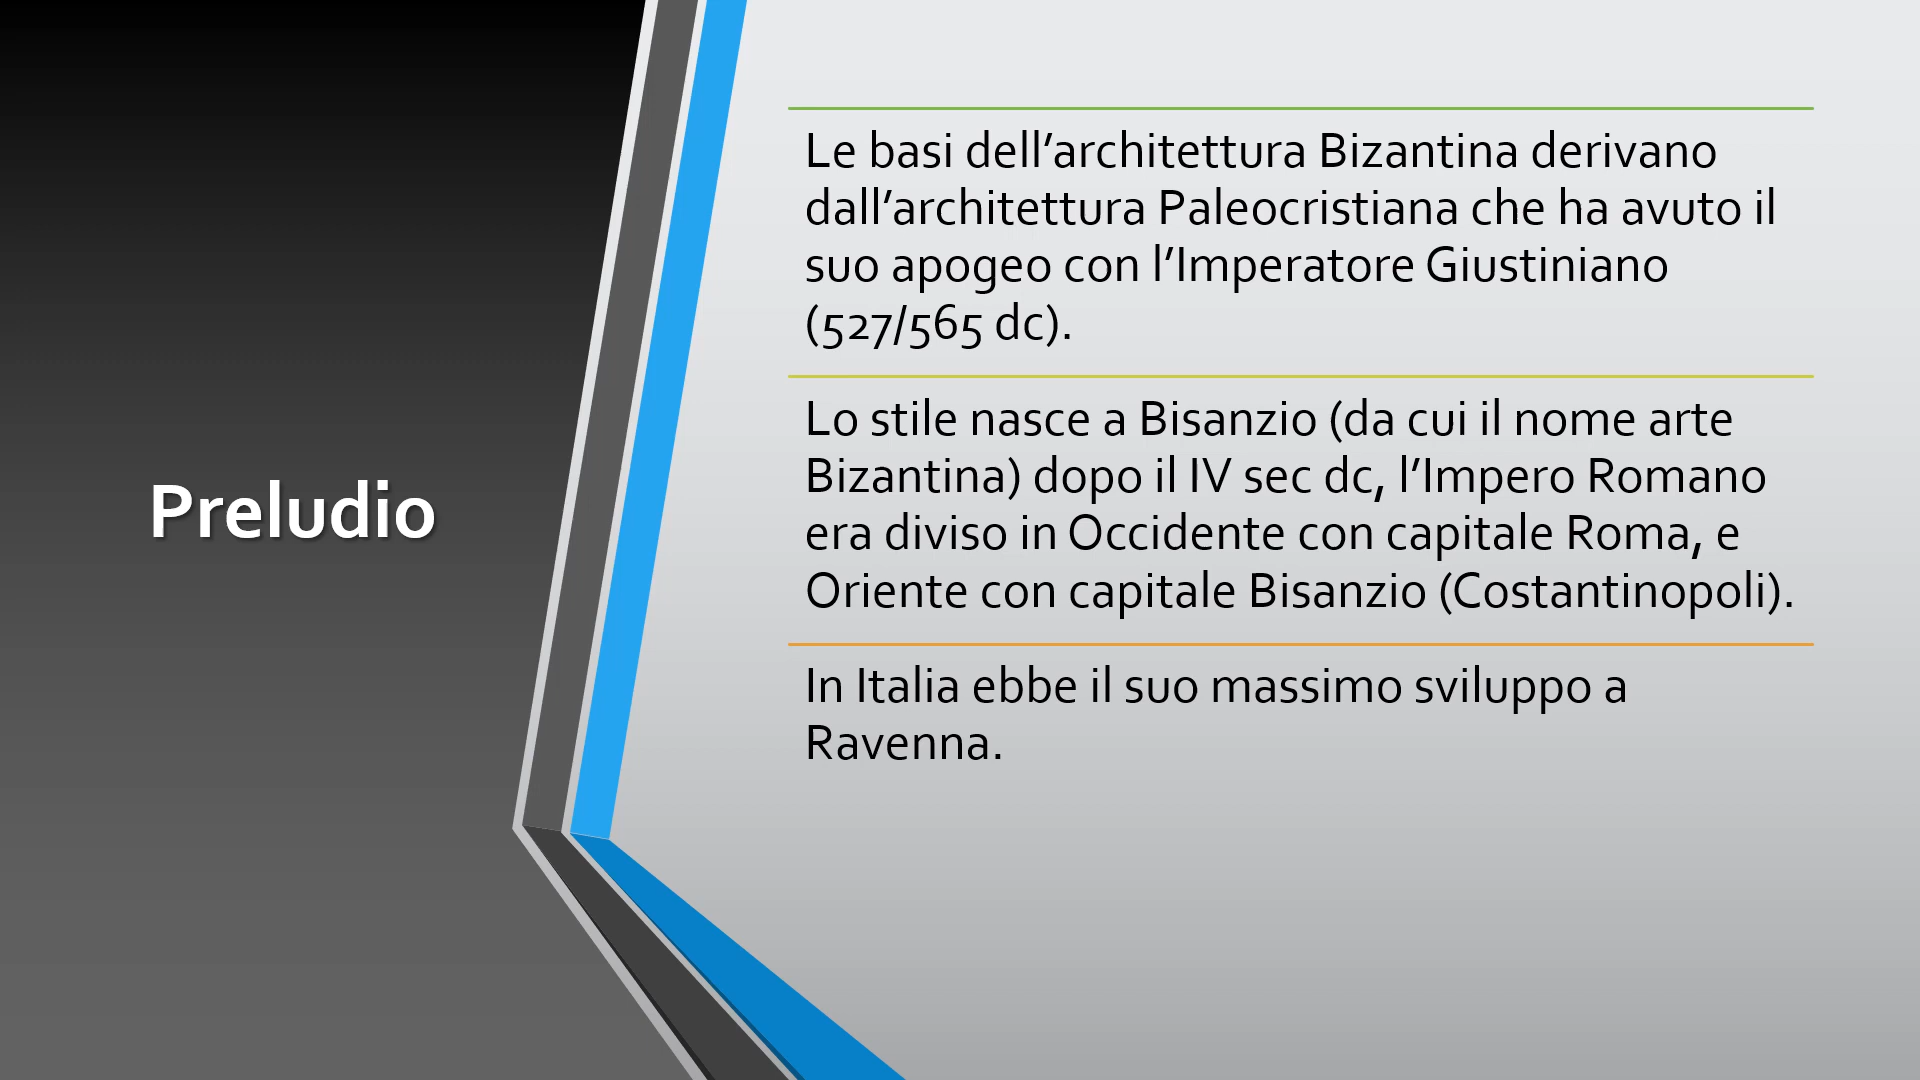 Preludio
Le basi dell’architettura Bizantina derivano
dall’architettura Paleocristiana che ha avuto il
suo apogeo con l’Imperatore Giustiniano
(527/565 dc).
Lo stile nasce a Bisanzio (da cui il nome arte
Bizantina) dopo il IV sec dc, l’Impero Romano
era diviso in Occidente con capitale Roma, e
Oriente con capitale Bisanzio (Costantinopoli).
In Italia ebbe il suo massimo sviluppo a
Ravenna.